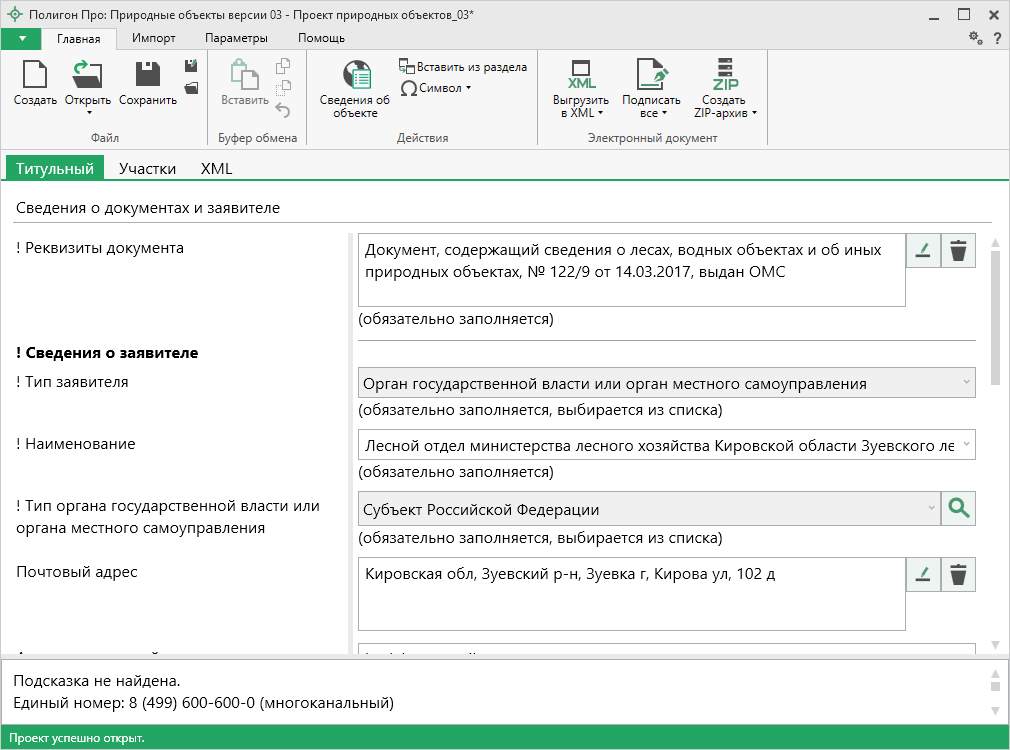 Полигон Про: Природные объекты версии 03 - Проект природных объектов_03*
Главная Импорт Параметры Помощь
?
Создать Открыть Сохранить
Файл
Вставить
Буфер обмена
Сведения об
объекте
Вставить из раздела
Символ
Действия
XML
Выгрузить
в XML
Подписать
все
ZIP
Создать
ZIP-архив
Электронный документ
Титульный Участки XML
Сведения о документах и заявителе
! Реквизиты документа
Документ, содержащий сведения о лесах, водных объектах и об иных
природных объектах, № 122/9 от 14.03.2017, выдан ОМС
(обязательно заполняется)
! Сведения о заявителе
! Тип заявителя
Орган государственной власти или орган местного самоуправления
(обязательно заполняется, выбирается из списка)
! Наименование
Лесной отдел министерства лесного хозяйства Кировской области Зуевского ле
(обязательно заполняется)
! Тип органа государственной власти или
органа местного самоуправления
Субъект Российской Федерации
(обязательно заполняется, выбирается из списка)
Почтовый адрес
Кировская обл, Зуевский р-н, Зуевка г, Кирова ул, 102 д
Подсказка не найдена.
Единый номер: 8 (499) 600-600-0 (многоканальный)
Проект успешно открыт.